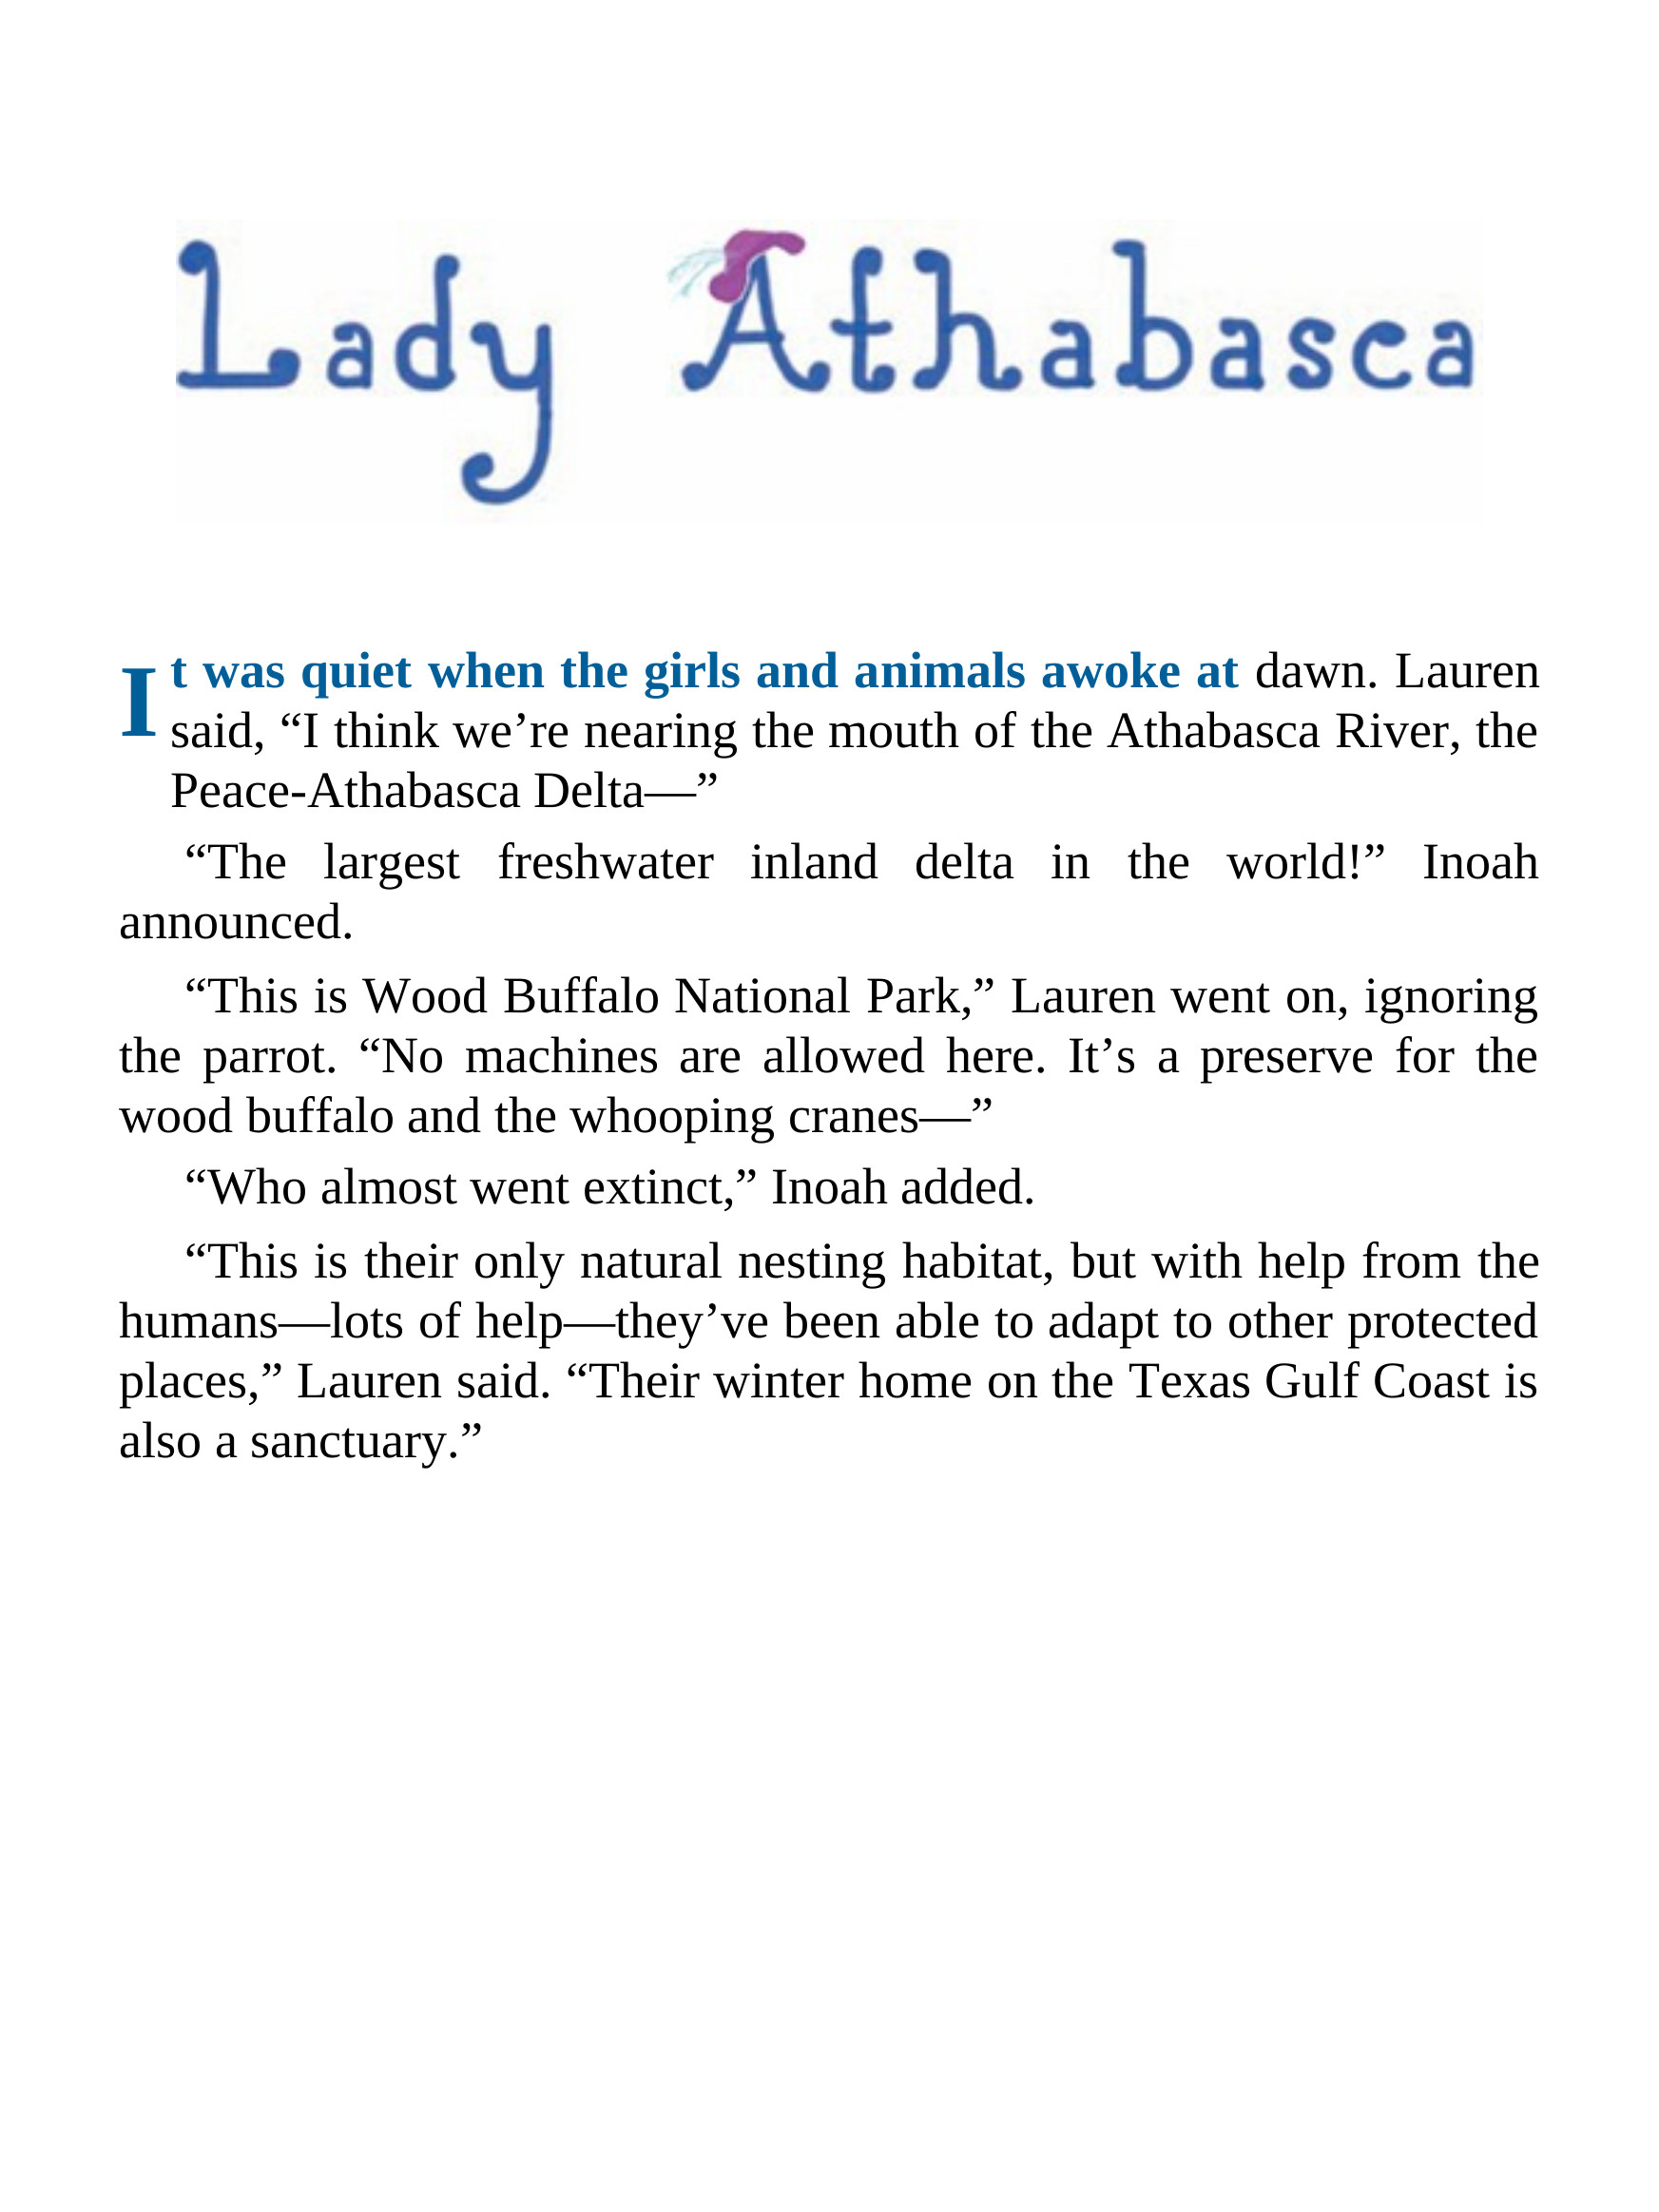 Lady Athabasca
It was quiet when the girls and animals awoke at dawn. Lauren
said, “I think we’re nearing the mouth of the Athabasca River, the
Peace-Athabasca Delta—”
“The largest freshwater inland delta in the world!” Inoah
announced.
“This is Wood Buffalo National Park,” Lauren went on, ignoring
the parrot. “No machines are allowed here. It’s a preserve for the
wood buffalo and the whooping cranes—”
“Who almost went extinct,” Inoah added.
“This is their only natural nesting habitat, but with help from the
humans—lots of help—they’ve been able to adapt to other protected
places,” Lauren said. “Their winter home on the Texas Gulf Coast is
also a sanctuary.”